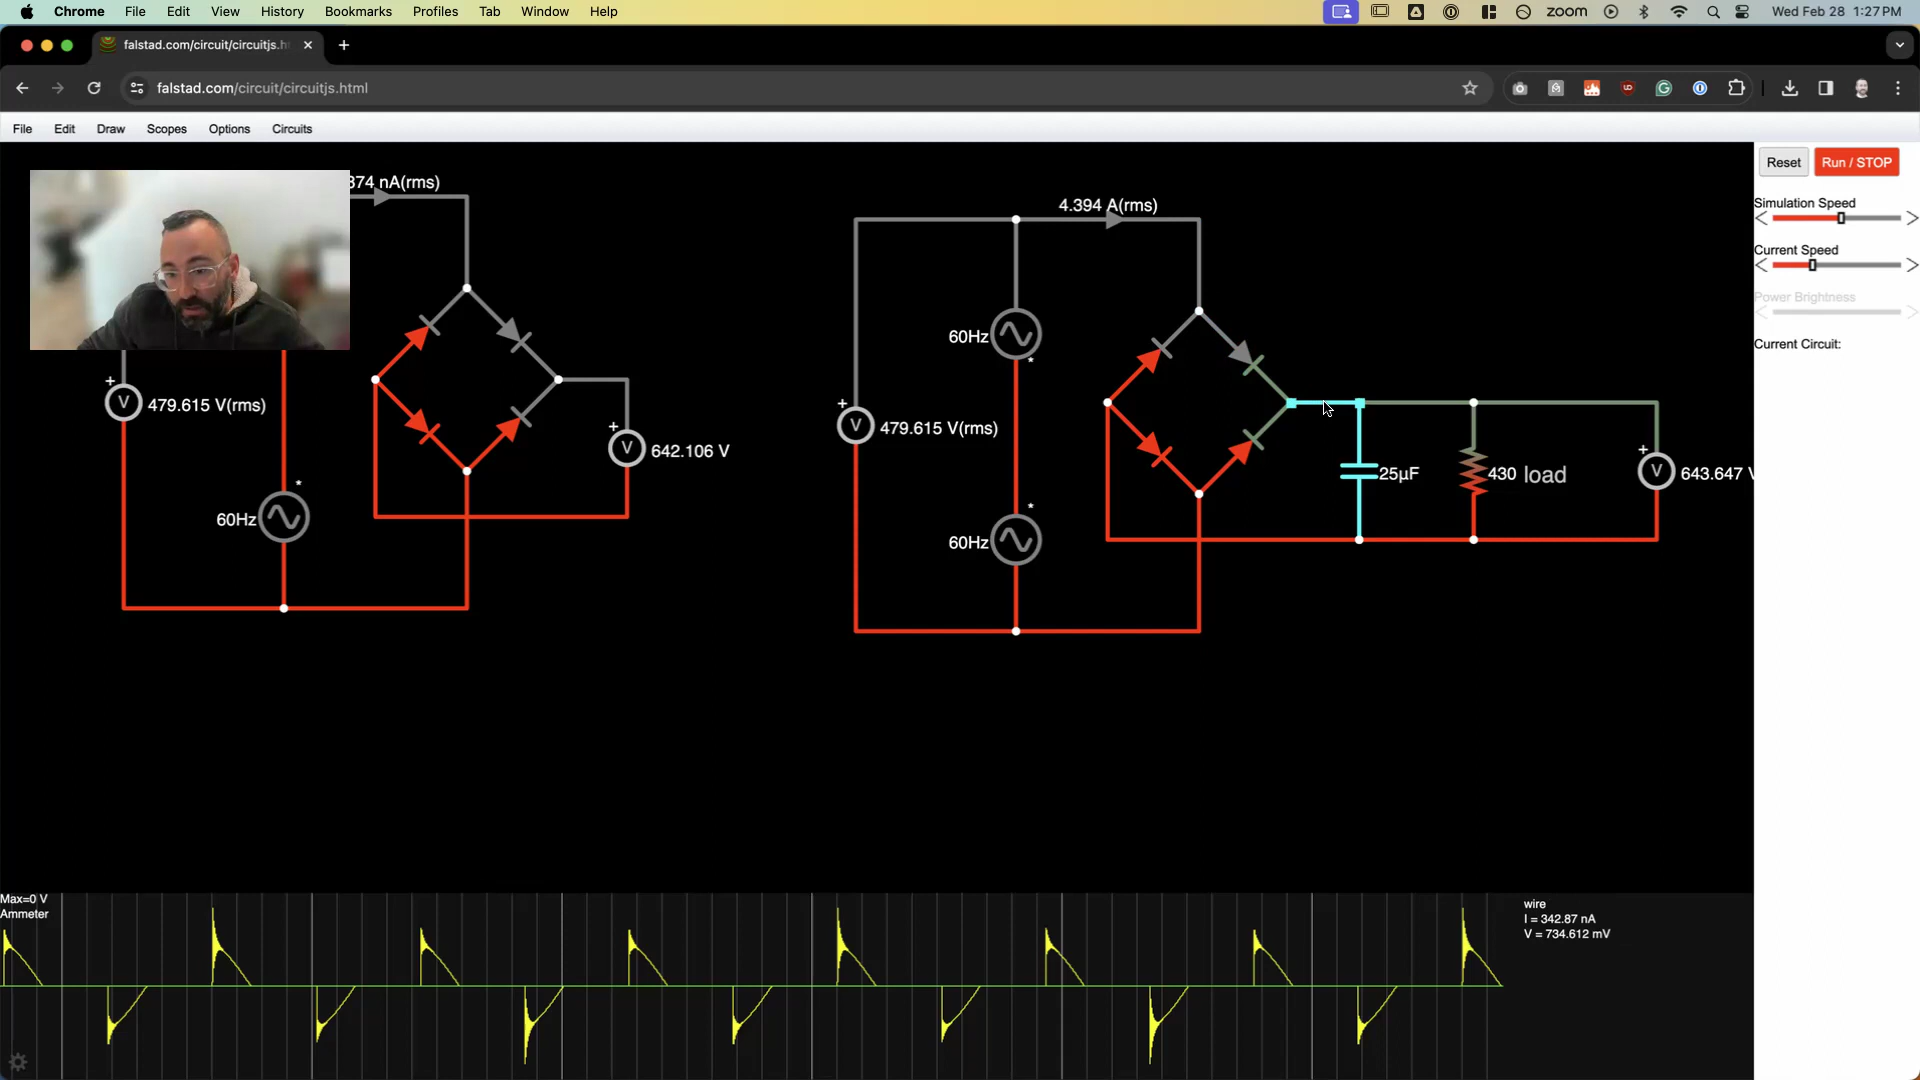 Chrome File Edit View History Bookmarks Profiles Tab Window Help zoom Wed Feb 28 1:27 PM
falstad.com/circuit/circuitjs.h
falstad.com/circuit/circuitjs.html
File Edit Draw Scopes Options Circuits
Reset Run / STOP
Simulation Speed
Current Speed
Power Brightness
Current Circuit:
374 nA(rms)
+
V 479.615 V(rms)
*
60Hz
+
V 642.106 V
4.394 A(rms)
60Hz
*
+
V 479.615 V(rms)
*
60Hz
25µF
430 load
+
V 643.647 V
Max=0 V
Ammeter
wire
I = 342.87 nA
V = 734.612 mV